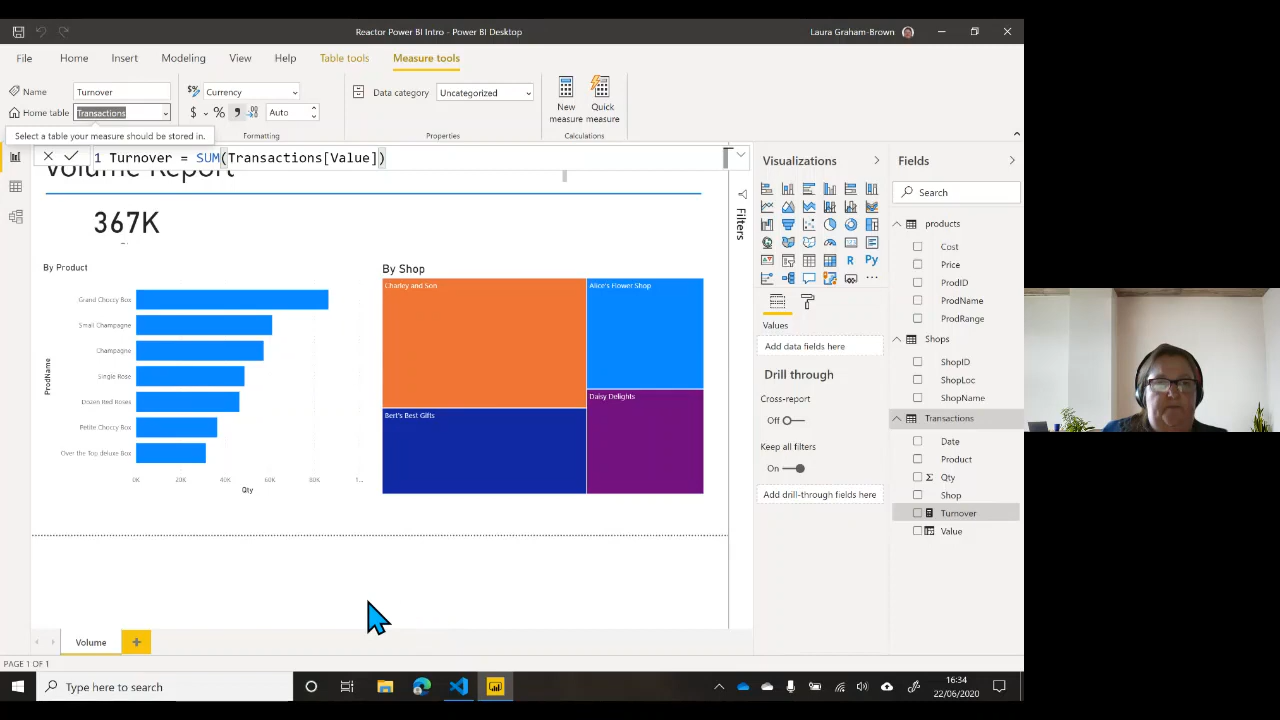 Reactor Power BI Intro - Power BI Desktop
Laura Graham-Brown
File Home Insert Modeling View Help Table tools Measure tools
Name Turnover
Currency
Data category Uncategorized
New measure
Quick measure
Home table Transactions
$ % Auto
Select a table your measure should be stored in.
Formatting
Properties
Calculations
1 Turnover = SUM(Transactions[Value])
Volume Report
367K
By Product
Grand Choccy Box
Small Champagne
Champagne
Single Rose
Dozen Red Roses
Petite Choccy Box
Over the Top deluxe Box
ProdName
0K 20K 40K 60K 80K 1...
Qty
By Shop
Charley and Son
Alice's Flower Shop
Bert's Best Gifts
Daisy Delights
Filters
Visualizations
R Py
Values
Add data fields here
Drill through
Cross-report
Off
Keep all filters
On
Add drill-through fields here
Fields
Search
products
Cost
Price
ProdID
ProdName
ProdRange
Shops
ShopID
ShopLoc
ShopName
Transactions
Date
Product
Qty
Shop
Turnover
Value
Volume
PAGE 1 OF 1
Type here to search
16:34
22/06/2020